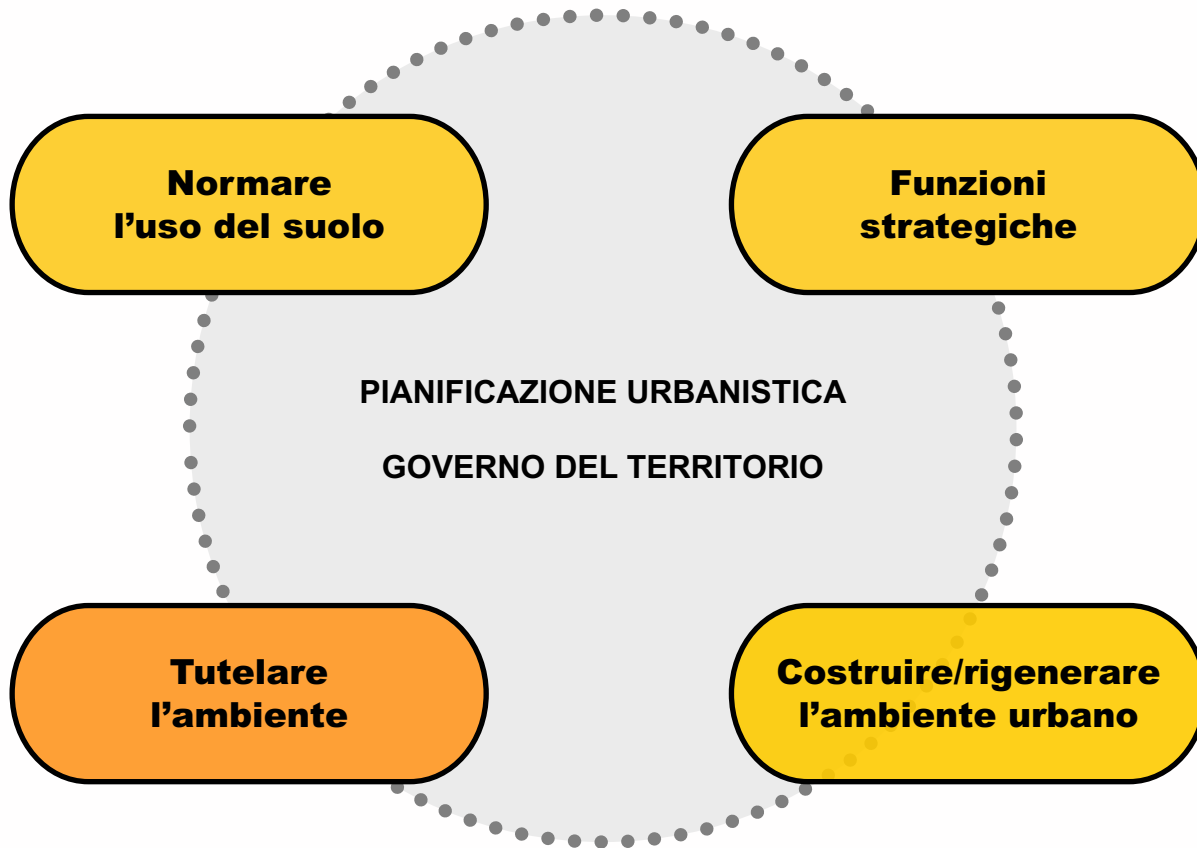 Normare
l’uso del suolo
Funzioni
strategiche
PIANIFICAZIONE URBANISTICA
GOVERNO DEL TERRITORIO
Tutelare
l’ambiente
Costruire/rigenerare
l’ambiente urbano